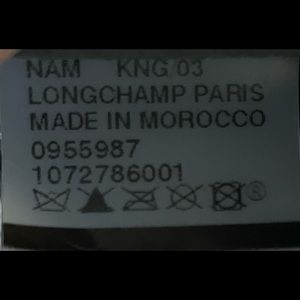 NAM KNG/03
LONGCHAMP PARIS
MADE IN MOROCCO
0955987
1072786001